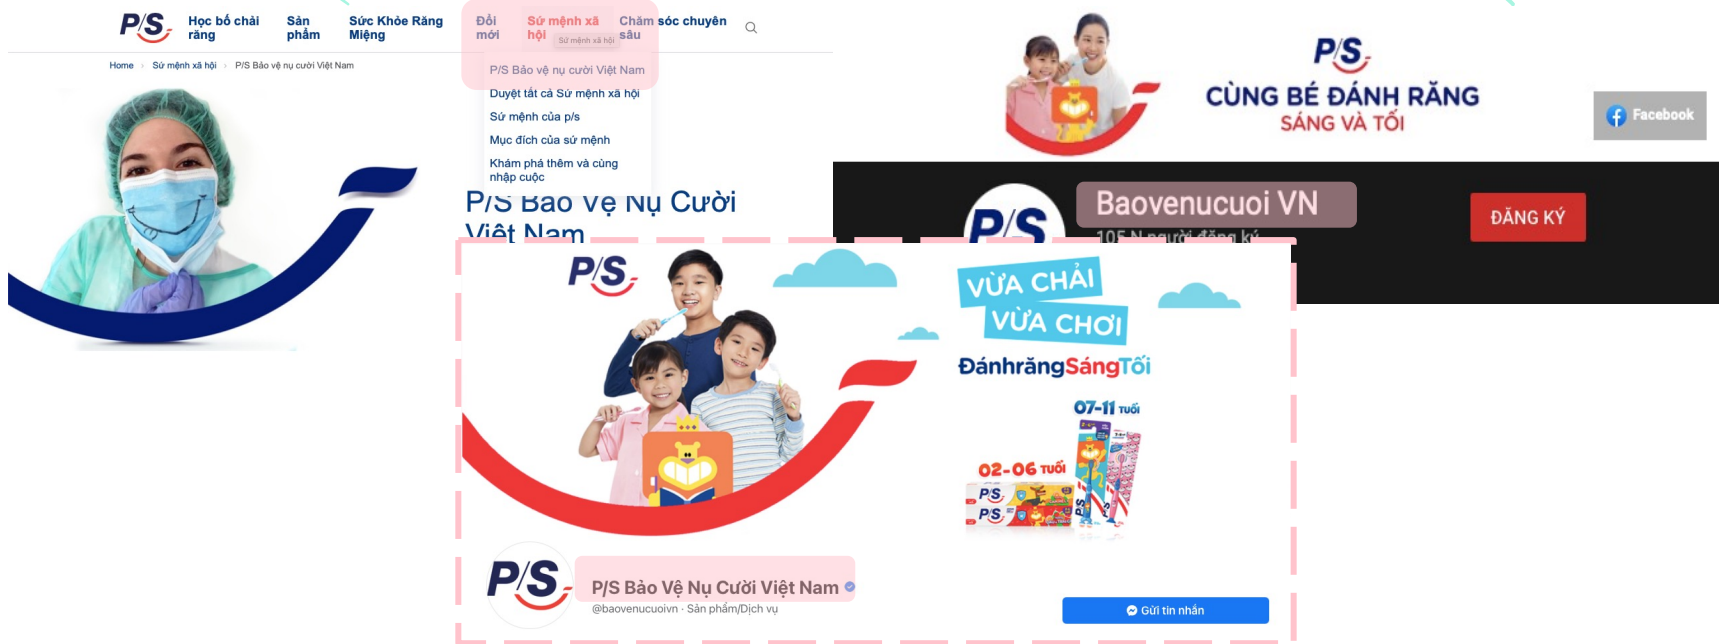 P/S
Học bổ chải
răng
Sản
phẩm
Sức Khỏe Răng
Miệng
Đổi
mới
Sứ mệnh xã
hội
Sứ mệnh xã hội
Chăm sóc chuyên
sâu
Home › Sứ mệnh xã hội › P/S Bảo vệ nụ cười Việt Nam
P/S Bảo vệ nụ cười Việt Nam
Duyệt tất cả Sứ mệnh xã hội
Sứ mệnh của p/s
Mục đích của sứ mệnh
Khám phá thêm và cùng
nhập cuộc
P/S Bảo Vệ Nụ Cười
Việt Nam
P/S
CÙNG BÉ ĐÁNH RĂNG
SÁNG VÀ TỐI
Facebook
P/S
Baovenucuoi VN
105 N người đăng ký
ĐĂNG KÝ
P/S
VỪA CHẢI
VỪA CHƠI
ĐánhrăngSángTối
07-11 TUỔI
02-06 TUỔI
P/S
P/S
P/S
P/S
P/S
P/S Bảo Vệ Nụ Cười Việt Nam
@baovenucuoivn · Sản phẩm/Dịch vụ
Gửi tin nhắn